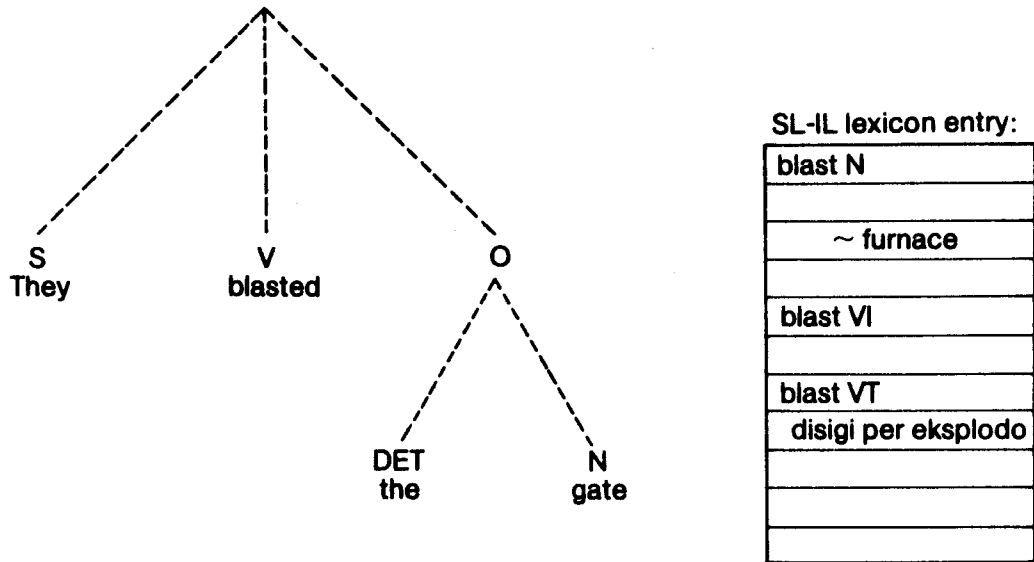 S
They
V
blasted
O
DET
the
N
gate
SL-IL lexicon entry:
blast N
~ furnace
blast VI
blast VT
disigi per eksplodo